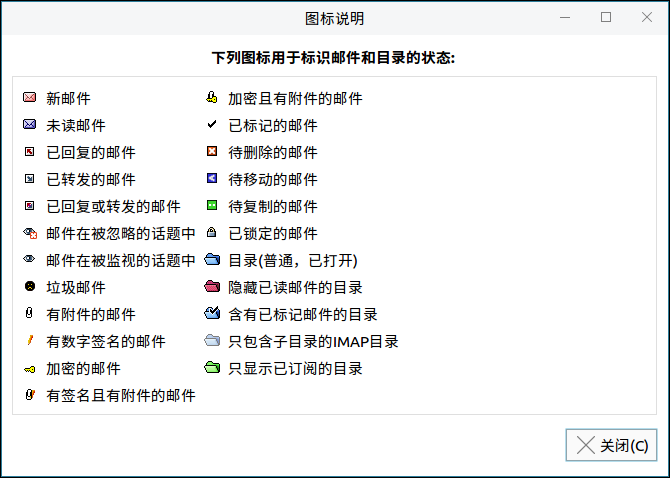 图标说明
下列图标用于标识邮件和目录的状态:
新邮件
未读邮件
已回复的邮件
已转发的邮件
已回复或转发的邮件
邮件在被忽略的话题中
邮件在被监视的话题中
垃圾邮件
有附件的邮件
有数字签名的邮件
加密的邮件
有签名且有附件的邮件
加密且有附件的邮件
已标记的邮件
待删除的邮件
待移动的邮件
待复制的邮件
已锁定的邮件
目录(普通，已打开)
隐藏已读邮件的目录
含有已标记邮件的目录
只包含子目录的IMAP目录
只显示已订阅的目录
关闭(C)